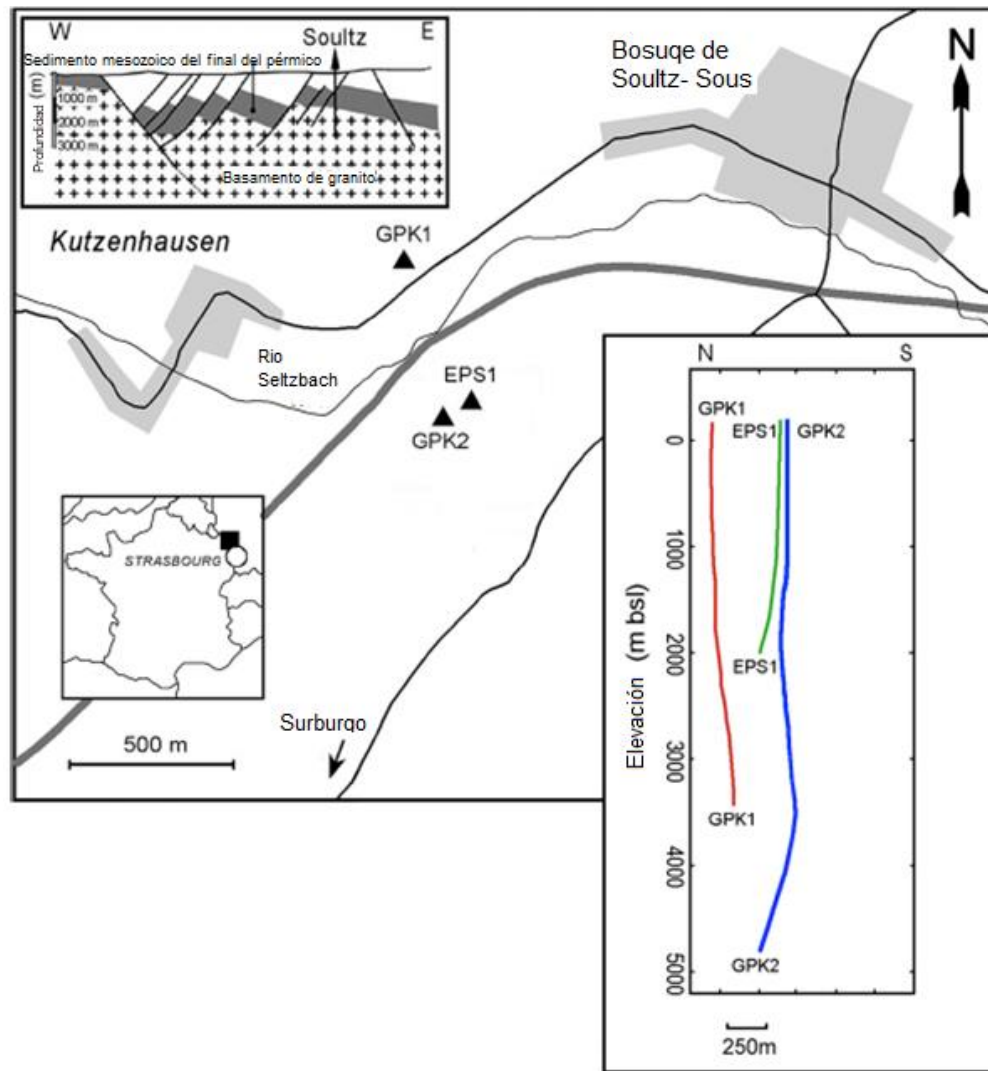 W
E
Soultz
Sedimento mesozoico del final del pérmico
Profundidad (m)
1000 m
2000 m
3000 m
Basamento de granito
Bosuqe de
Soultz- Sous
N
Kutzenhausen
GPK1
Rio
Seltzbach
EPS1
GPK2
STRASBOURG
500 m
Surburgo
N
S
GPK1
EPS1
GPK2
0
1000
2000
3000
4000
5000
Elevación (m bsl)
EPS1
GPK1
GPK2
250m